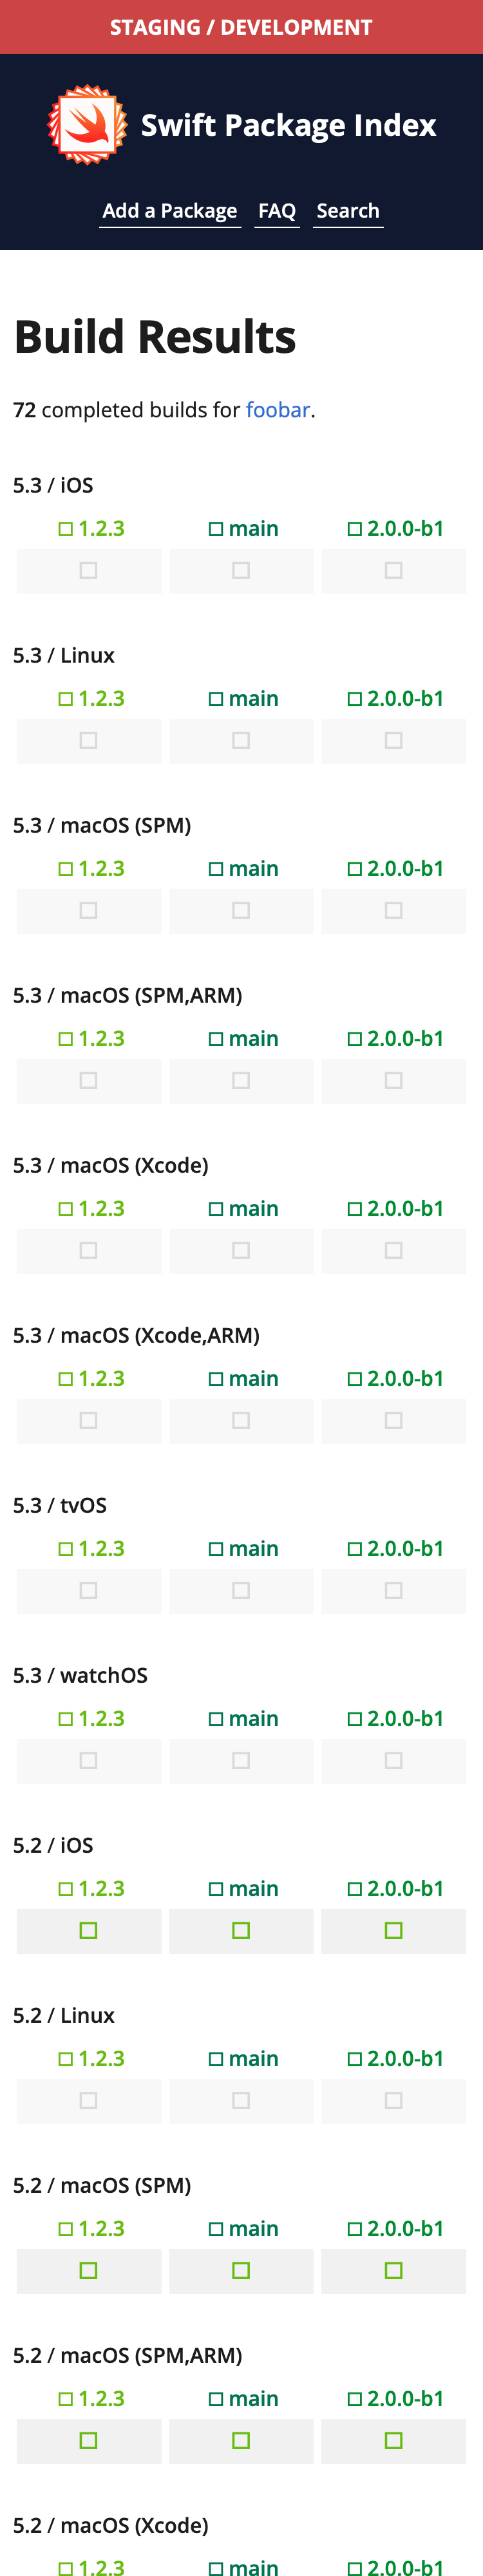 STAGING / DEVELOPMENT
Swift Package Index
Add a Package FAQ Search
Build Results
72 completed builds for foobar.
5.3 / iOS
1.2.3 main 2.0.0-b1
5.3 / Linux
1.2.3 main 2.0.0-b1
5.3 / macOS (SPM)
1.2.3 main 2.0.0-b1
5.3 / macOS (SPM,ARM)
1.2.3 main 2.0.0-b1
5.3 / macOS (Xcode)
1.2.3 main 2.0.0-b1
5.3 / macOS (Xcode,ARM)
1.2.3 main 2.0.0-b1
5.3 / tvOS
1.2.3 main 2.0.0-b1
5.3 / watchOS
1.2.3 main 2.0.0-b1
5.2 / iOS
1.2.3 main 2.0.0-b1
5.2 / Linux
1.2.3 main 2.0.0-b1
5.2 / macOS (SPM)
1.2.3 main 2.0.0-b1
5.2 / macOS (SPM,ARM)
1.2.3 main 2.0.0-b1
5.2 / macOS (Xcode)
1.2.3 main 2.0.0-b1